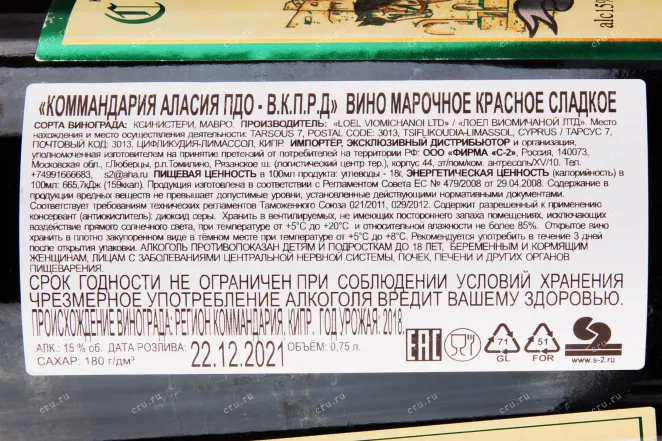 alc.15%
«КОММАНДАРИЯ АЛАСИЯ ПДО - В.К.П.Р.Д» ВИНО МАРОЧНОЕ КРАСНОЕ СЛАДКОЕ
СОРТА ВИНОГРАДА: КСИНИСТЕРИ, МАВРО. ПРОИЗВОДИТЕЛЬ: «LOEL VIOMICHANOI LTD» / «ЛОЕЛ ВИОМИЧАНОЙ ЛТД». Место
нахождения и место осуществления деятельности: TARSOUS 7, POSTAL CODE: 3013, TSIFLIKOUDIA-LIMASSOL, CYPRUS / ТАРСУС 7,
ПОЧТОВЫЙ КОД: 3013, ЦИФЛИКУДИЯ-ЛИМАССОЛ, КИПР. ИМПОРТЁР, ЭКСКЛЮЗИВНЫЙ ДИСТРИБЬЮТОР и организация,
уполномоченная изготовителем на принятие претензий от потребителя на территории РФ: ООО «ФИРМА «С-2», Россия, 140073,
Московская обл., г.Люберцы, р.п.Томилино, Рязанское ш. (логистический центр тер.), корпус 44, эт/пом/ком. антресоль/XV/10. Тел.:
+74991666683, s2@aha.ru ПИЩЕВАЯ ЦЕННОСТЬ в 100мл продукта: углеводы - 18г, ЭНЕРГЕТИЧЕСКАЯ ЦЕННОСТЬ (калорийность) в
100мл: 665,7кДж (159ккал). Продукция изготовлена в соответствии с Регламентом Совета ЕС № 479/2008 от 29.04.2008. Содержание в
продукции вредных веществ не превышает допустимые уровни, установленные действующими нормативными документами.
Соответствует требованиям технических регламентов Таможенного Союза 021/2011, 029/2012. Содержит разрешенный к применению
консервант (антиокислитель): диоксид серы. Хранить в вентилируемых, не имеющих постороннего запаха помещениях, исключающих
воздействие прямого солнечного света, при температуре от +5°С до +20°С и относительной влажности не более 85%. Открытое вино
хранить в плотно закупоренном виде в тёмном месте при температуре от +5°С до +8°С. Рекомендуется употребить в течение 3 дней
после открытия упаковки. АЛКОГОЛЬ ПРОТИВОПОКАЗАН ДЕТЯМ И ПОДРОСТКАМ ДО 18 ЛЕТ, БЕРЕМЕННЫМ И КОРМЯЩИМ
ЖЕНЩИНАМ, ЛИЦАМ С ЗАБОЛЕВАНИЯМИ ЦЕНТРАЛЬНОЙ НЕРВНОЙ СИСТЕМЫ, ПОЧЕК, ПЕЧЕНИ И ДРУГИХ ОРГАНОВ
ПИЩЕВАРЕНИЯ.
СРОК ГОДНОСТИ НЕ ОГРАНИЧЕН ПРИ СОБЛЮДЕНИИ УСЛОВИЙ ХРАНЕНИЯ
ЧРЕЗМЕРНОЕ УПОТРЕБЛЕНИЕ АЛКОГОЛЯ ВРЕДИТ ВАШЕМУ ЗДОРОВЬЮ.
ПРОИСХОЖДЕНИЕ ВИНОГРАДА: РЕГИОН КОММАНДАРИЯ, КИПР. ГОД УРОЖАЯ: 2018.
АЛК.: 15 % об. ДАТА РОЗЛИВА: 22.12.2021 ОБЪЁМ: 0,75 л.
САХАР: 180 г/дм³
EAC
71
GL
51
FOR
s-2.ru
cru.ru